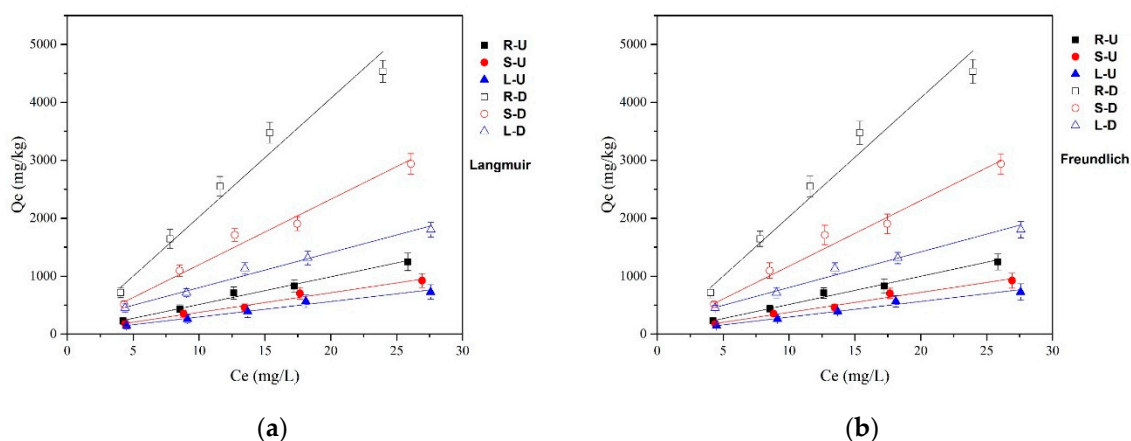 5000
4000
3000
2000
1000
0
Qe (mg/kg)
0 5 10 15 20 25 30
Ce (mg/L)
R-U
S-U
L-U
R-D
S-D
L-D
Langmuir
(a)
5000
4000
3000
2000
1000
0
Qe (mg/kg)
0 5 10 15 20 25 30
Ce (mg/L)
R-U
S-U
L-U
R-D
S-D
L-D
Freundlich
(b)